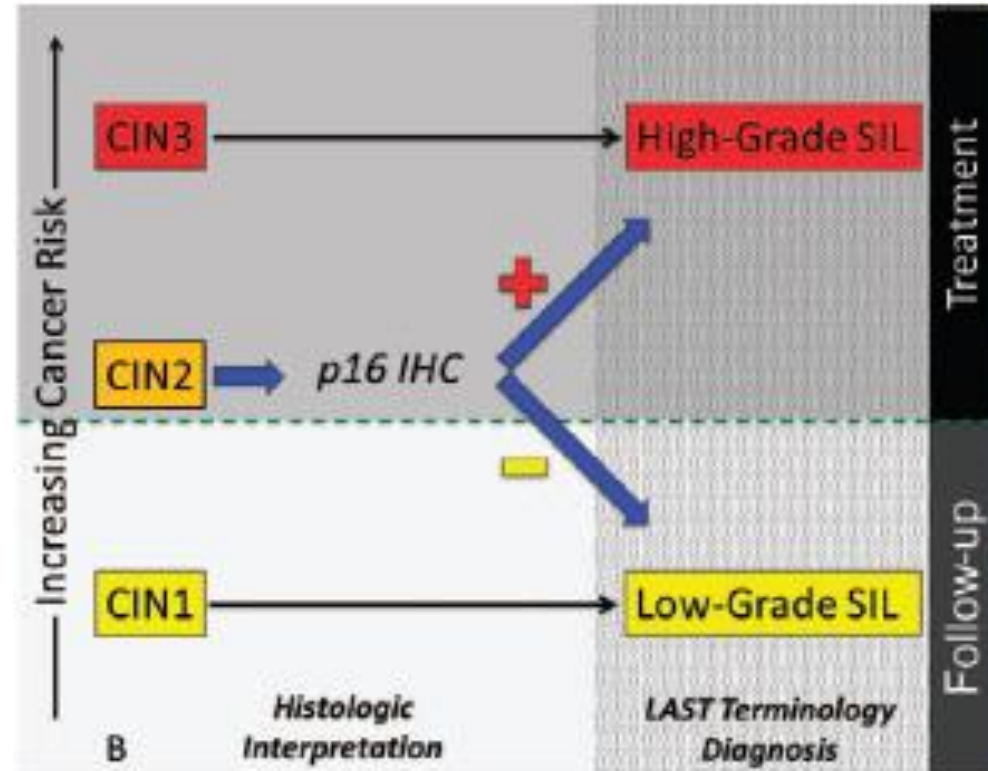 Increasing Cancer Risk
CIN3
High-Grade SIL
Treatment
+
CIN2
p16 IHC
-
CIN1
Low-Grade SIL
Follow-up
Histologic
Interpretation
LAST Terminology
Diagnosis
B